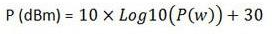 P (dBm) = 10 × Log10(P(w)) + 30